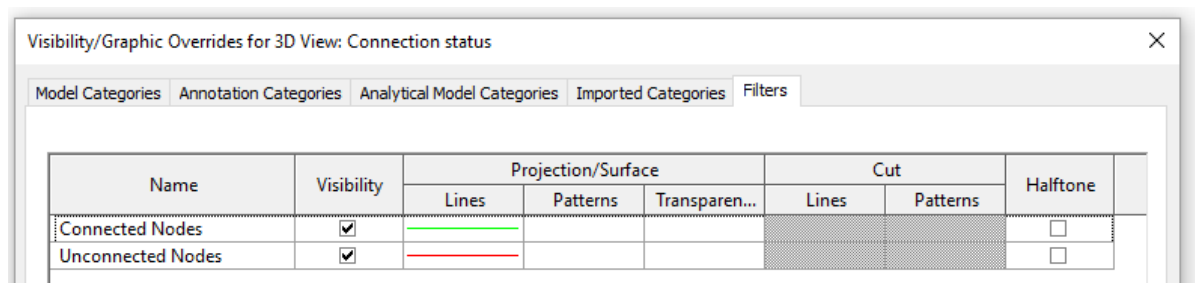 Visibility/Graphic Overrides for 3D View: Connection status
Model Categories Annotation Categories Analytical Model Categories Imported Categories Filters
Name Visibility Projection/Surface Cut Halftone
Lines Patterns Transparen... Lines Patterns
Connected Nodes
Unconnected Nodes